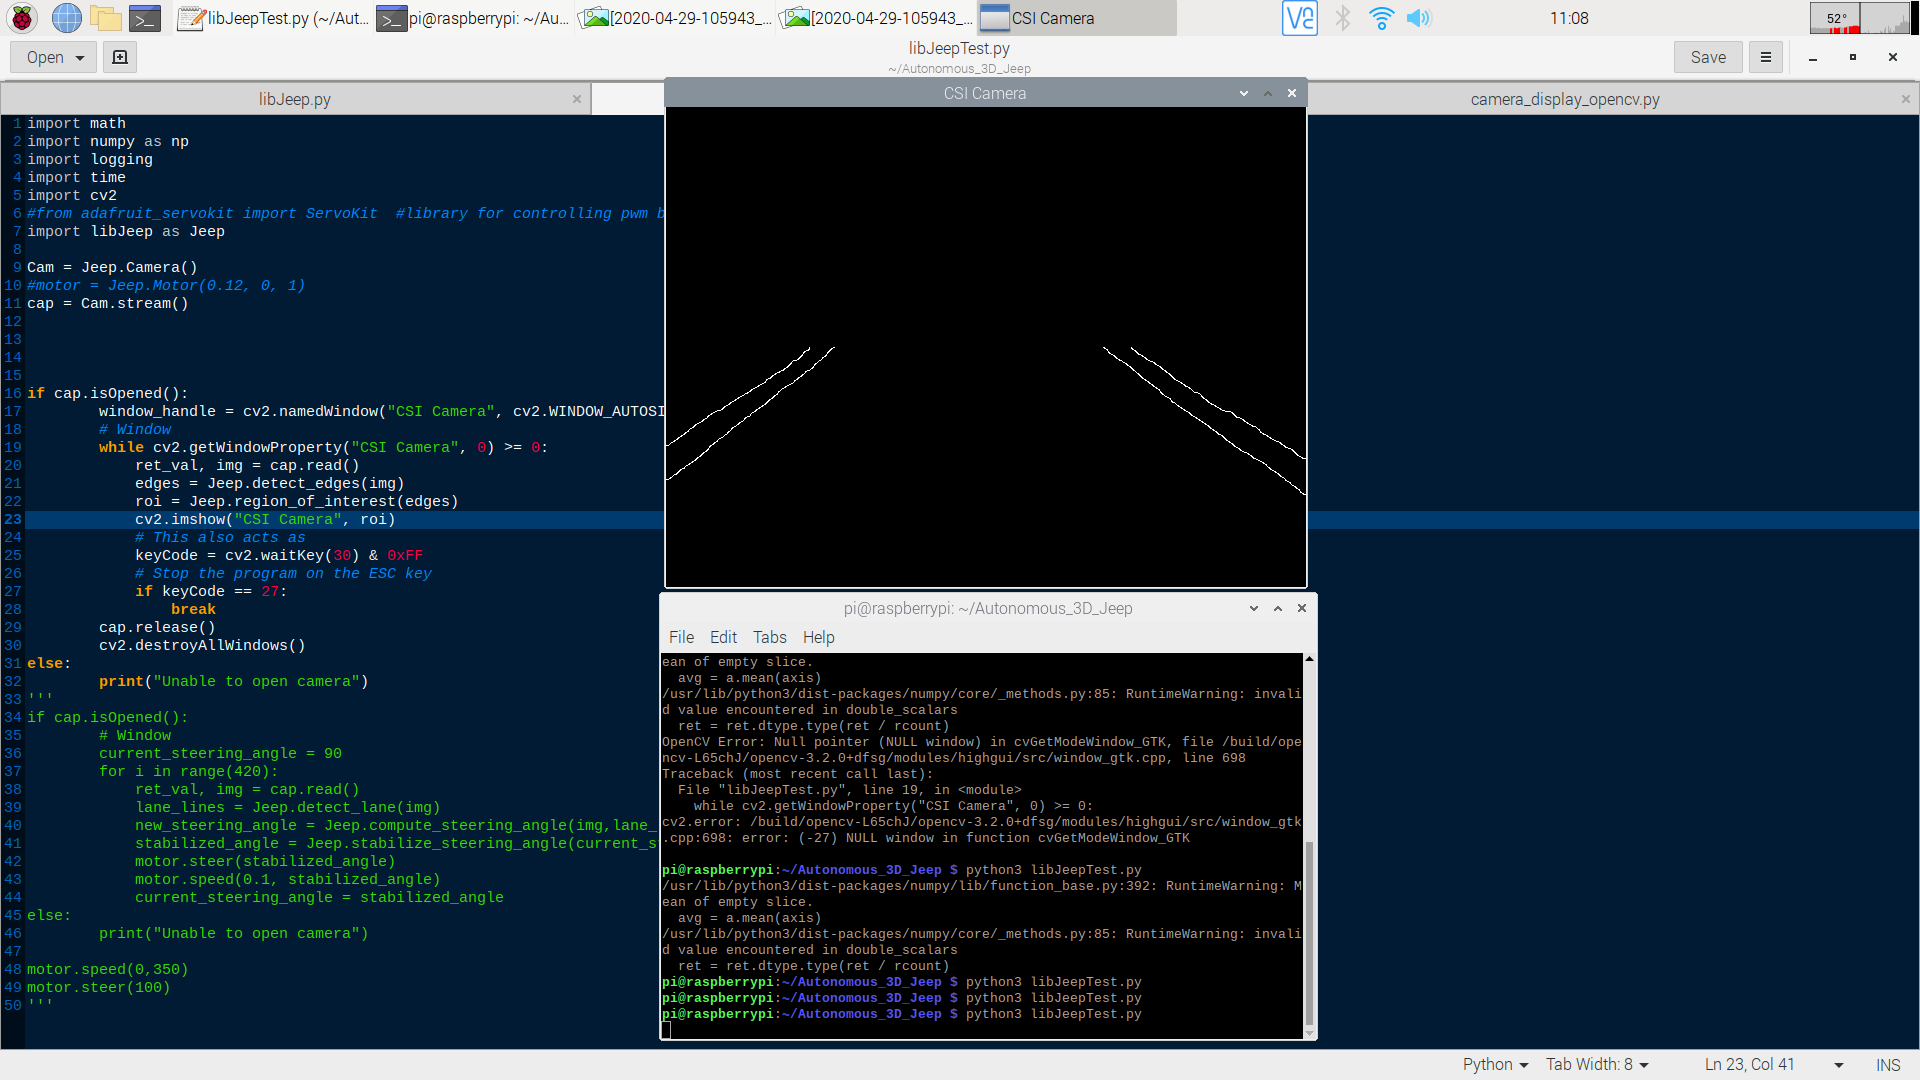 libJeepTest.py (~/Aut...
pi@raspberrypi: ~/Au...
[2020-04-29-105943_...
[2020-04-29-105943_...
CSI Camera
11:08
52°
Open
libJeepTest.py
~/Autonomous_3D_Jeep
Save
libJeep.py
camera_display_opencv.py
1 import math
2 import numpy as np
3 import logging
4 import time
5 import cv2
6 #from adafruit_servokit import ServoKit  #library for controlling pwm b
7 import libJeep as Jeep
8
9 Cam = Jeep.Camera()
10 #motor = Jeep.Motor(0.12, 0, 1)
11 cap = Cam.stream()
12
13
14
15
16 if cap.isOpened():
17         window_handle = cv2.namedWindow("CSI Camera", cv2.WINDOW_AUTOSI
18         # Window
19         while cv2.getWindowProperty("CSI Camera", 0) >= 0:
20             ret_val, img = cap.read()
21             edges = Jeep.detect_edges(img)
22             roi = Jeep.region_of_interest(edges)
23             cv2.imshow("CSI Camera", roi)
24             # This also acts as
25             keyCode = cv2.waitKey(30) & 0xFF
26             # Stop the program on the ESC key
27             if keyCode == 27:
28                 break
29         cap.release()
30         cv2.destroyAllWindows()
31 else:
32         print("Unable to open camera")
33 '''
34 if cap.isOpened():
35         # Window
36         current_steering_angle = 90
37         for i in range(420):
38             ret_val, img = cap.read()
39             lane_lines = Jeep.detect_lane(img)
40             new_steering_angle = Jeep.compute_steering_angle(img,lane_
41             stabilized_angle = Jeep.stabilize_steering_angle(current_s
42             motor.steer(stabilized_angle)
43             motor.speed(0.1, stabilized_angle)
44             current_steering_angle = stabilized_angle
45 else:
46         print("Unable to open camera")
47
48 motor.speed(0,350)
49 motor.steer(100)
50 '''
CSI Camera
pi@raspberrypi: ~/Autonomous_3D_Jeep
File Edit Tabs Help
ean of empty slice.
  avg = a.mean(axis)
/usr/lib/python3/dist-packages/numpy/core/_methods.py:85: RuntimeWarning: invali
d value encountered in double_scalars
  ret = ret.dtype.type(ret / rcount)
OpenCV Error: Null pointer (NULL window) in cvGetModeWindow_GTK, file /build/ope
ncv-L65chJ/opencv-3.2.0+dfsg/modules/highgui/src/window_gtk.cpp, line 698
Traceback (most recent call last):
  File "libJeepTest.py", line 19, in <module>
    while cv2.getWindowProperty("CSI Camera", 0) >= 0:
cv2.error: /build/opencv-L65chJ/opencv-3.2.0+dfsg/modules/highgui/src/window_gtk
.cpp:698: error: (-27) NULL window in function cvGetModeWindow_GTK
pi@raspberrypi:~/Autonomous_3D_Jeep $ python3 libJeepTest.py
/usr/lib/python3/dist-packages/numpy/lib/function_base.py:392: RuntimeWarning: M
ean of empty slice.
  avg = a.mean(axis)
/usr/lib/python3/dist-packages/numpy/core/_methods.py:85: RuntimeWarning: invali
d value encountered in double_scalars
  ret = ret.dtype.type(ret / rcount)
pi@raspberrypi:~/Autonomous_3D_Jeep $ python3 libJeepTest.py
pi@raspberrypi:~/Autonomous_3D_Jeep $ python3 libJeepTest.py
pi@raspberrypi:~/Autonomous_3D_Jeep $ python3 libJeepTest.py
Python Tab Width: 8 Ln 23, Col 41 INS